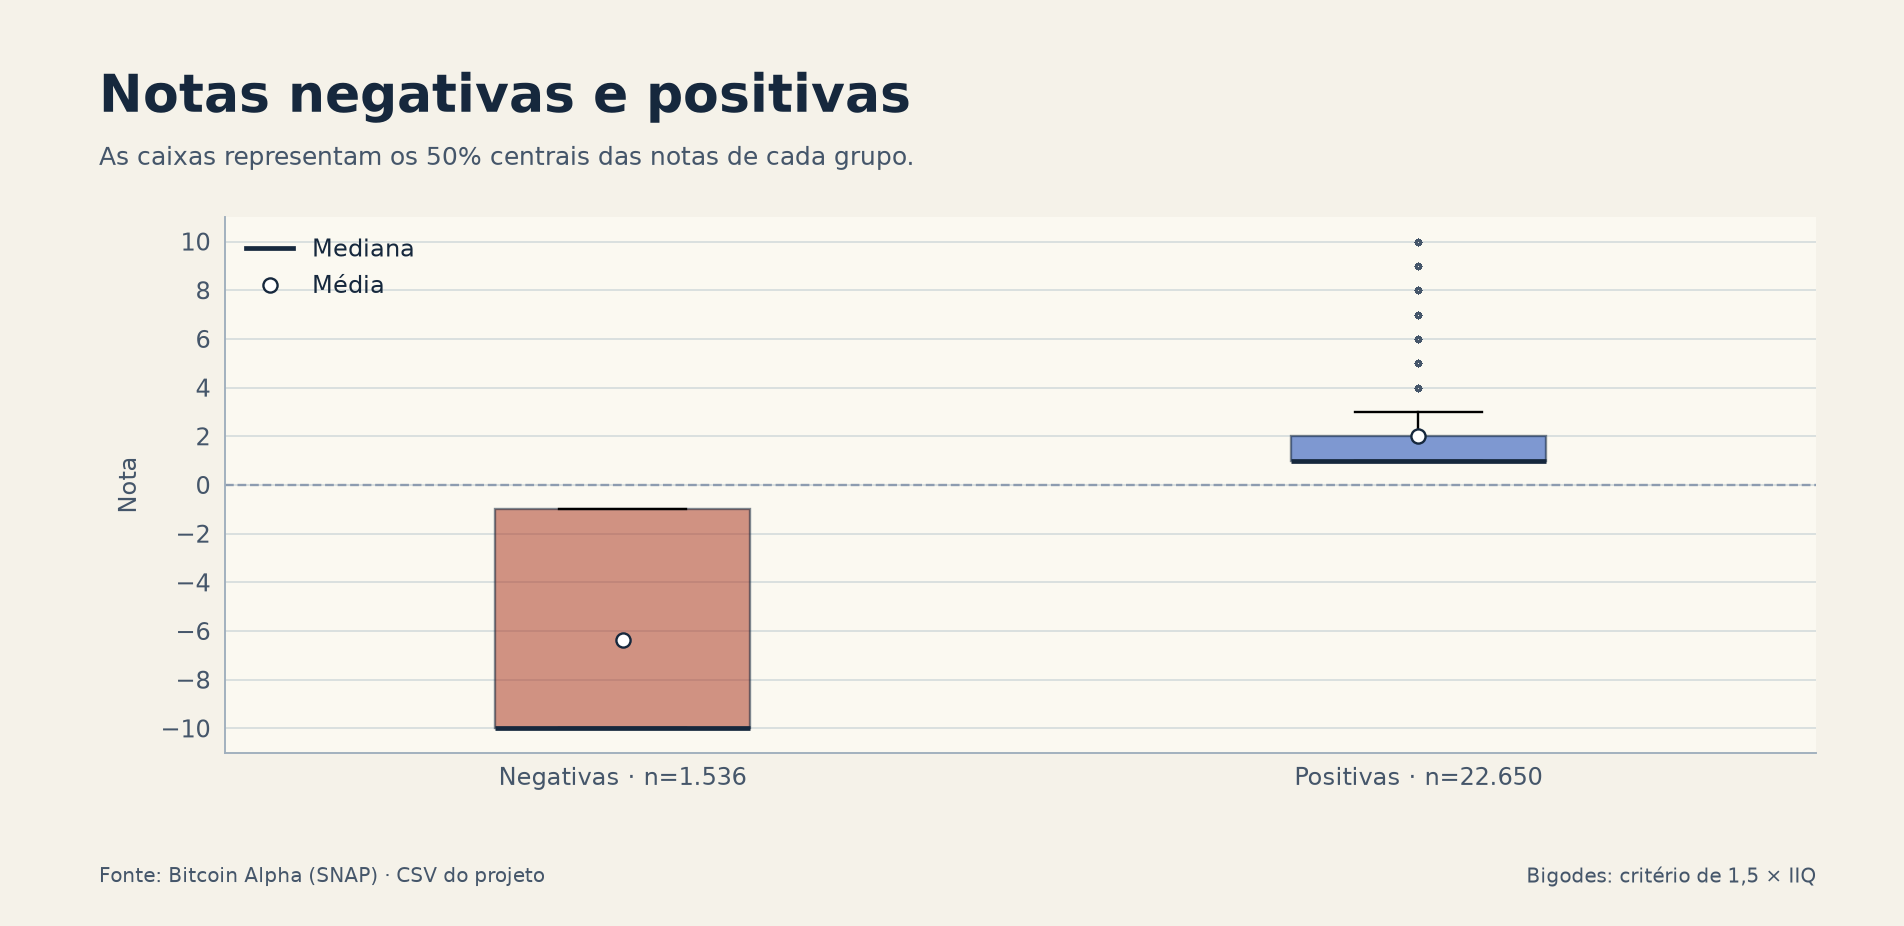 Notas negativas e positivas
As caixas representam os 50% centrais das notas de cada grupo.
Mediana
Média
Nota
10
8
6
4
2
0
−2
−4
−6
−8
−10
Negativas · n=1.536
Positivas · n=22.650
Fonte: Bitcoin Alpha (SNAP) · CSV do projeto
Bigodes: critério de 1,5 × IIQ